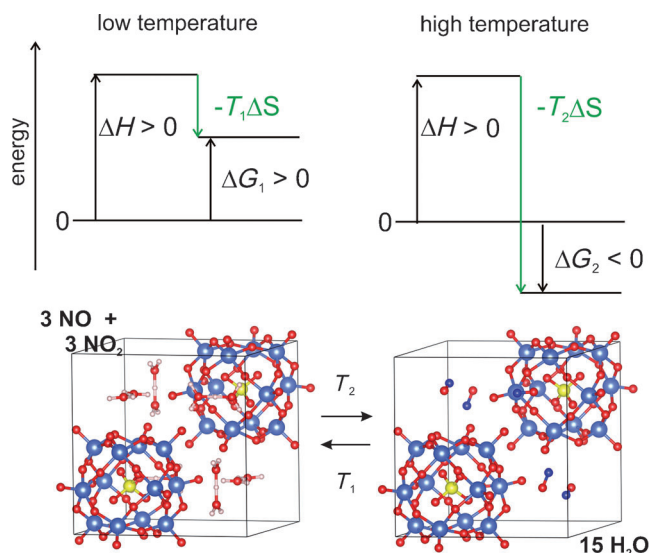 low temperature
high temperature
energy
ΔH > 0
-T₁ΔS
ΔG₁ > 0
0
ΔH > 0
-T₂ΔS
ΔG₂ < 0
0
3 NO +
3 NO₂
T₂
T₁
15 H₂O